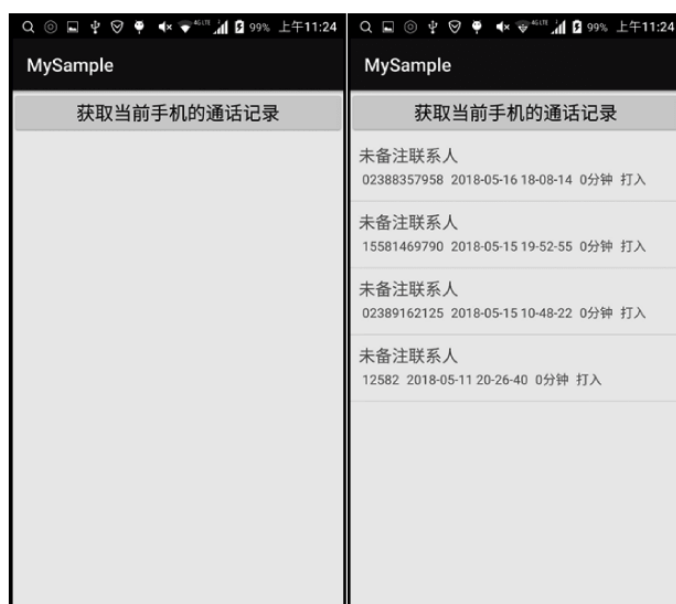 99% 上午11:24
MySample
获取当前手机的通话记录
99% 上午11:24
MySample
获取当前手机的通话记录
未备注联系人
02388357958 2018-05-16 18-08-14 0分钟 打入
未备注联系人
15581469790 2018-05-15 19-52-55 0分钟 打入
未备注联系人
02389162125 2018-05-15 10-48-22 0分钟 打入
未备注联系人
12582 2018-05-11 20-26-40 0分钟 打入